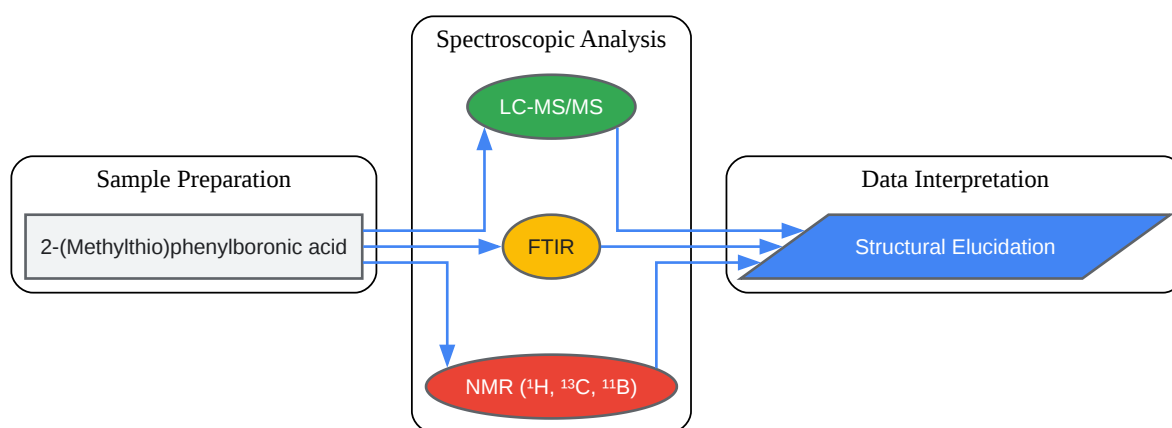 Spectroscopic Analysis
LC-MS/MS
Sample Preparation
2-(Methylthio)phenylboronic acid
FTIR
NMR (¹H, ¹³C, ¹¹B)
Data Interpretation
Structural Elucidation